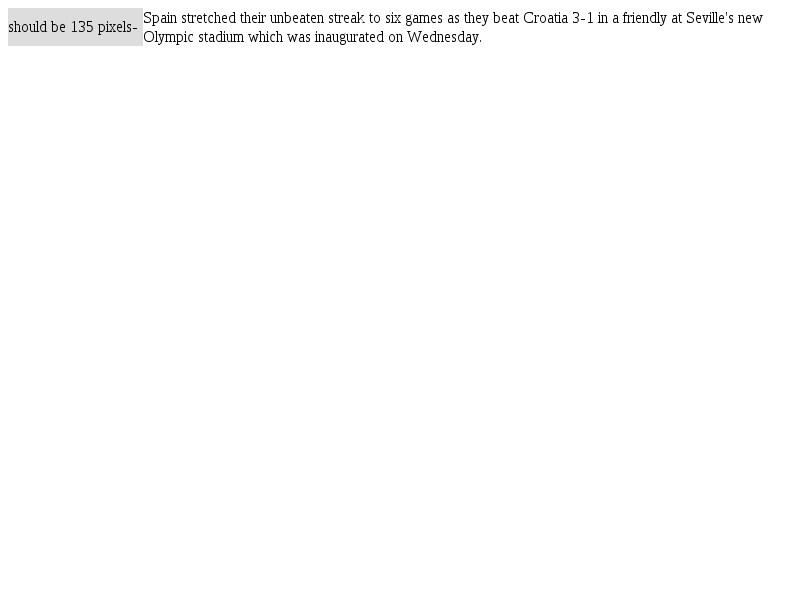 should be 135 pixels-
Spain stretched their unbeaten streak to six games as they beat Croatia 3-1 in a friendly at Seville's new
Olympic stadium which was inaugurated on Wednesday.